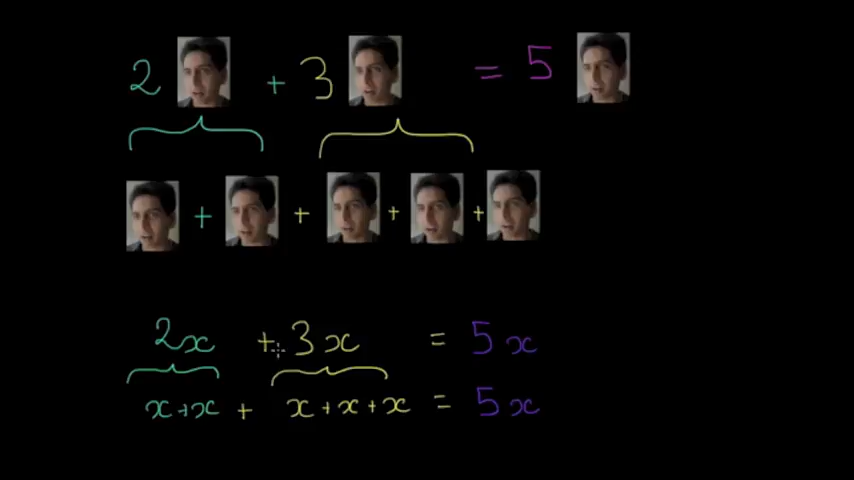 2 + 3 = 5
+ + + +
2x + 3x = 5x
x+x + x+x+x = 5x